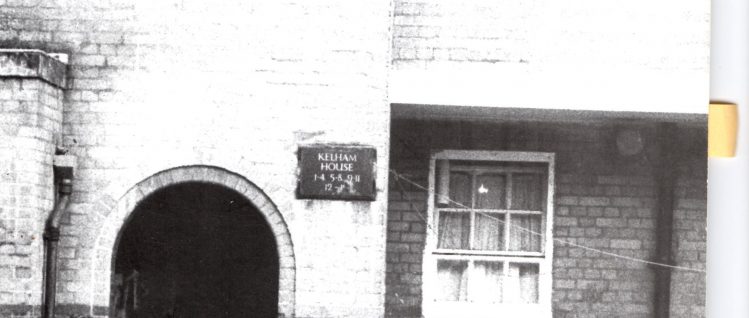 KELHAM
HOUSE
1-4 5-8 9-11
12